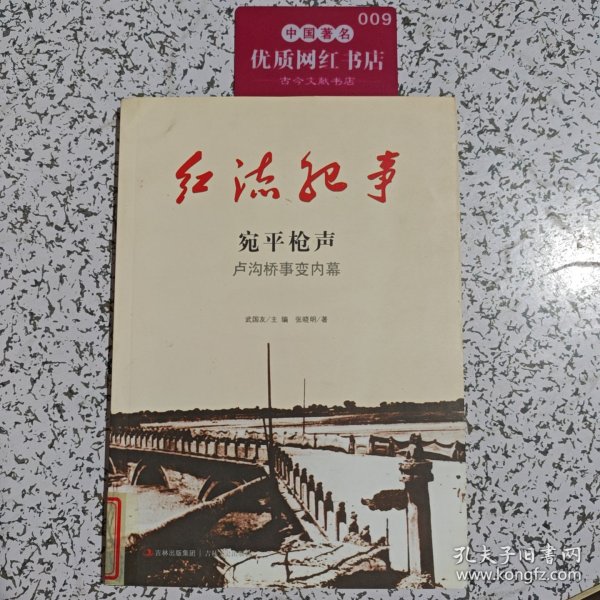 009
中国著名
优质网红书店
古今文献书店
红流纪事
宛平枪声
卢沟桥事变内幕
武国友/主 编 张晓明/著
吉林出版集团
吉林
孔夫子旧书网
www.kongfz.com